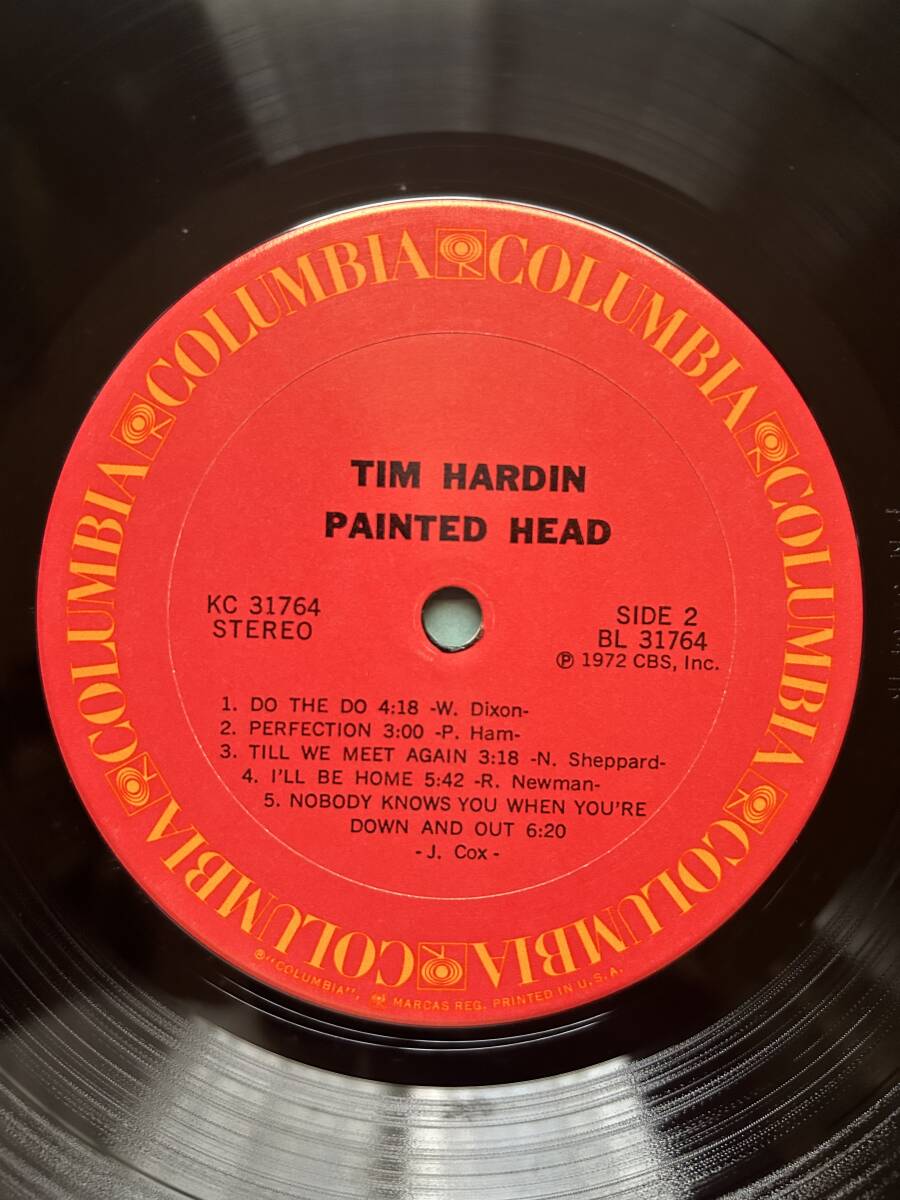 COLUMBIA COLUMBIA COLUMBIA COLUMBIA COLUMBIA COLUMBIA COLUMBIA COLUMBIA
TIM HARDIN
PAINTED HEAD
KC 31764
STEREO
SIDE 2
BL 31764
Ⓟ 1972 CBS, Inc.
1. DO THE DO 4:18 -W. Dixon-
2. PERFECTION 3:00 -P. Ham-
3. TILL WE MEET AGAIN 3:18 -N. Sheppard-
4. I'LL BE HOME 5:42 -R. Newman-
5. NOBODY KNOWS YOU WHEN YOU'RE
DOWN AND OUT 6:20
- J. Cox -
®"COLUMBIA", MARCAS REG. PRINTED IN U.S.A.